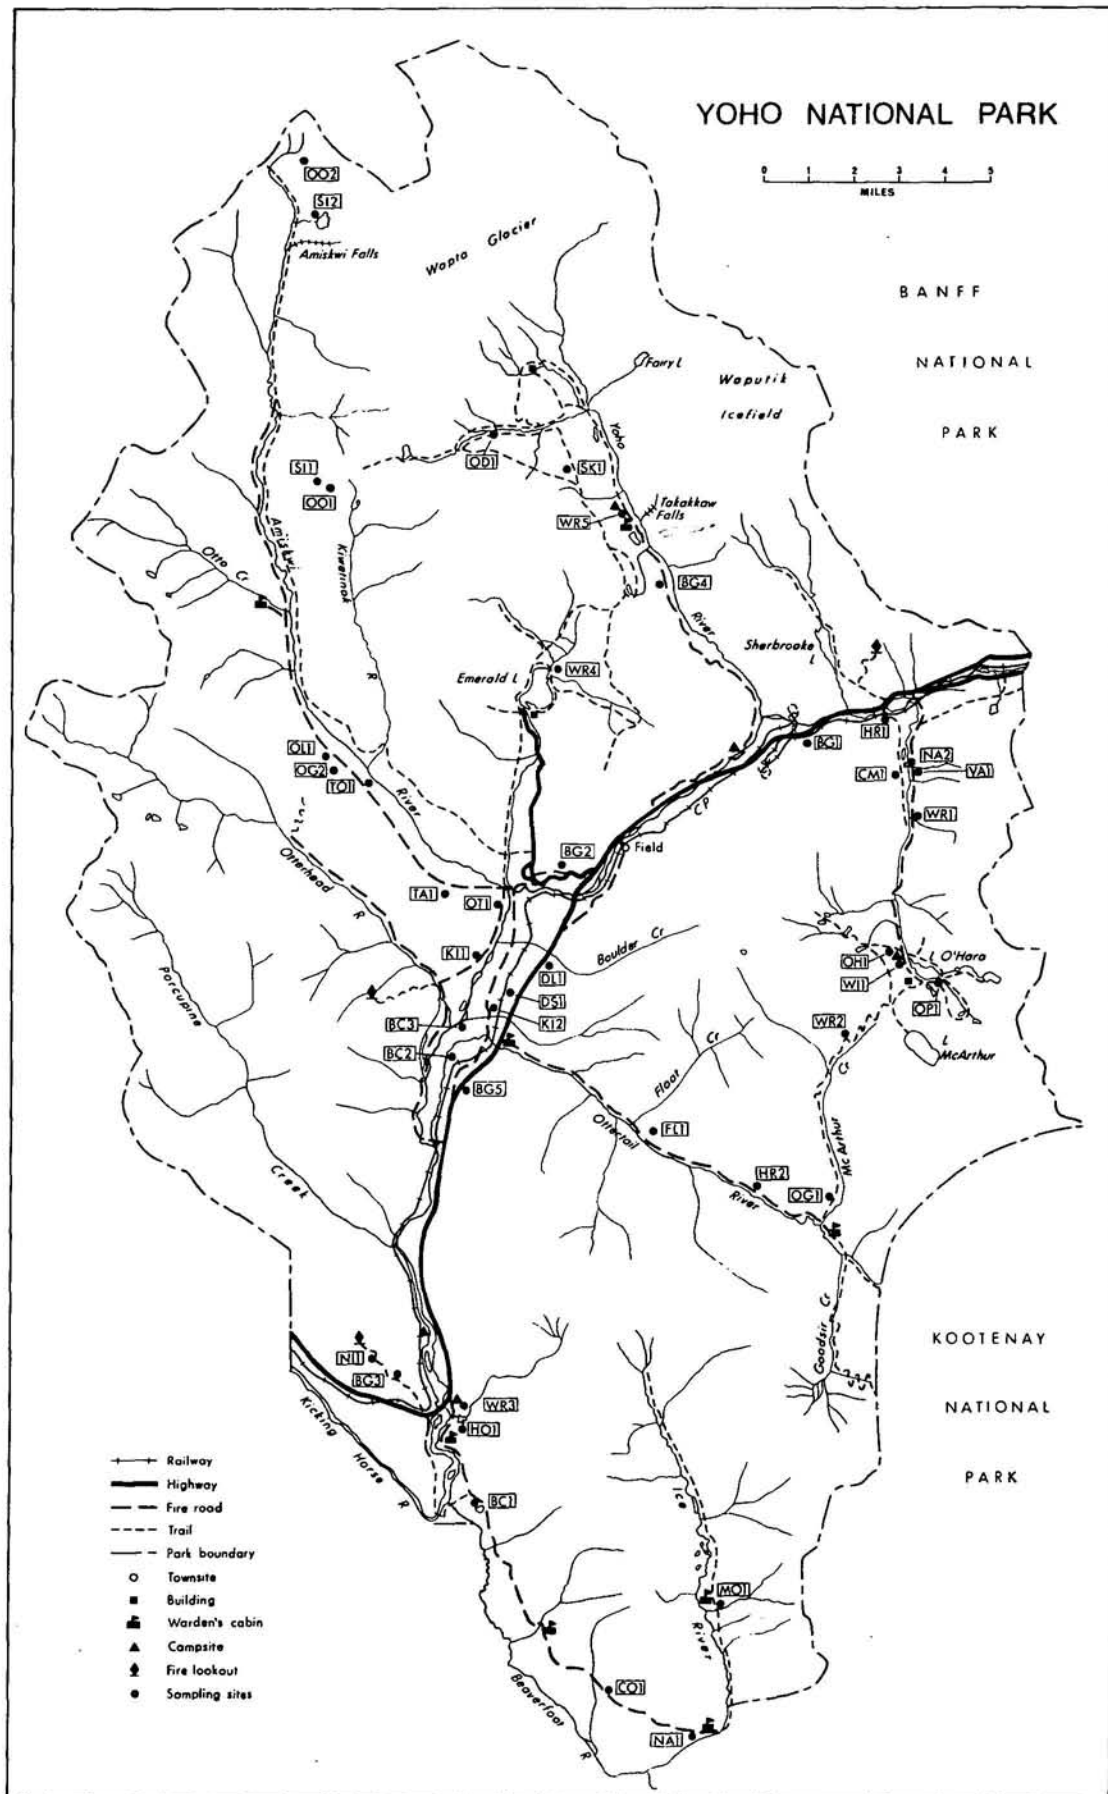 YOHO NATIONAL PARK
0 1 2 3 4 5
MILES
OO2
SI2
Amiskwi Falls
Wapta Glacier
BANFF
NATIONAL
PARK
Fairy L
Waputik
Icefield
Yoho
OD1
SK1
SI1
OO1
Takakkaw
Falls
WR5
Amiskwi
Kiwetinok
R
Otto Cr
BG4
River
Sherbrooke
L
Emerald L
WR4
HR1
BG1
NA2
CM1
YA1
OL1
OG2
TO1
River
WR1
CP
Field
BG2
Otterhead
R
TA1
OT1
Boulder Cr
KI1
DL1
OH1
L O'Hara
WI1
OP1
Porcupine
DS1
BC3
KI2
WR2
L
McArthur
BC2
Float Cr
Cr
BG5
FL1
Ottertail
McArthur
Creek
HR2
River
OG1
Goodsir Cr
KOOTENAY
NATIONAL
PARK
NI1
BG3
WR3
HO1
Kicking
Horse
R
BC1
Ice
River
MO1
CO1
NA1
Beaverfoot
R
Railway
Highway
Fire road
Trail
Park boundary
Townsite
Building
Warden's cabin
Campsite
Fire lookout
Sampling sites